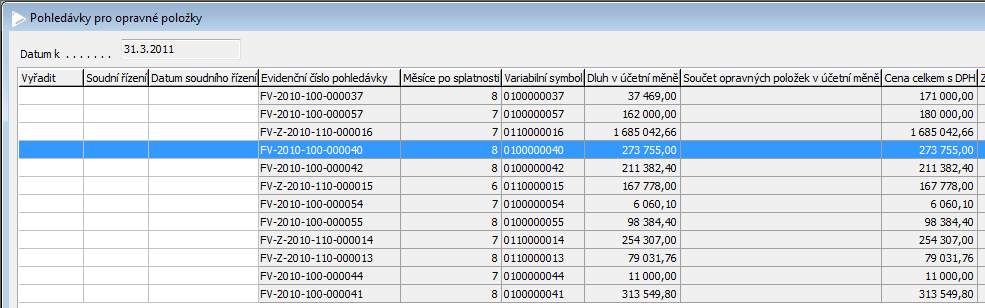 Pohledávky pro opravné položky
Datum k . . . . . . . 31.3.2011
Vyřadit Soudní řízení Datum soudního řízení Evidenční číslo pohledávky Měsíce po splatnosti Variabilní symbol Dluh v účetní měně Součet opravných položek v účetní měně Cena celkem s DPH Z
FV-2010-100-000037 8 0100000037 37 469,00 171 000,00
FV-2010-100-000057 7 0100000057 162 000,00 180 000,00
FV-Z-2010-110-000016 7 0110000016 1 685 042,66 1 685 042,66
FV-2010-100-000040 8 0100000040 273 755,00 273 755,00
FV-2010-100-000042 8 0100000042 211 382,40 211 382,40
FV-Z-2010-110-000015 6 0110000015 167 778,00 167 778,00
FV-2010-100-000054 7 0100000054 6 060,10 6 060,10
FV-2010-100-000055 8 0100000055 98 384,40 98 384,40
FV-Z-2010-110-000014 7 0110000014 254 307,00 254 307,00
FV-Z-2010-110-000013 8 0110000013 79 031,76 79 031,76
FV-2010-100-000044 7 0100000044 11 000,00 11 000,00
FV-2010-100-000041 8 0100000041 313 549,80 313 549,80